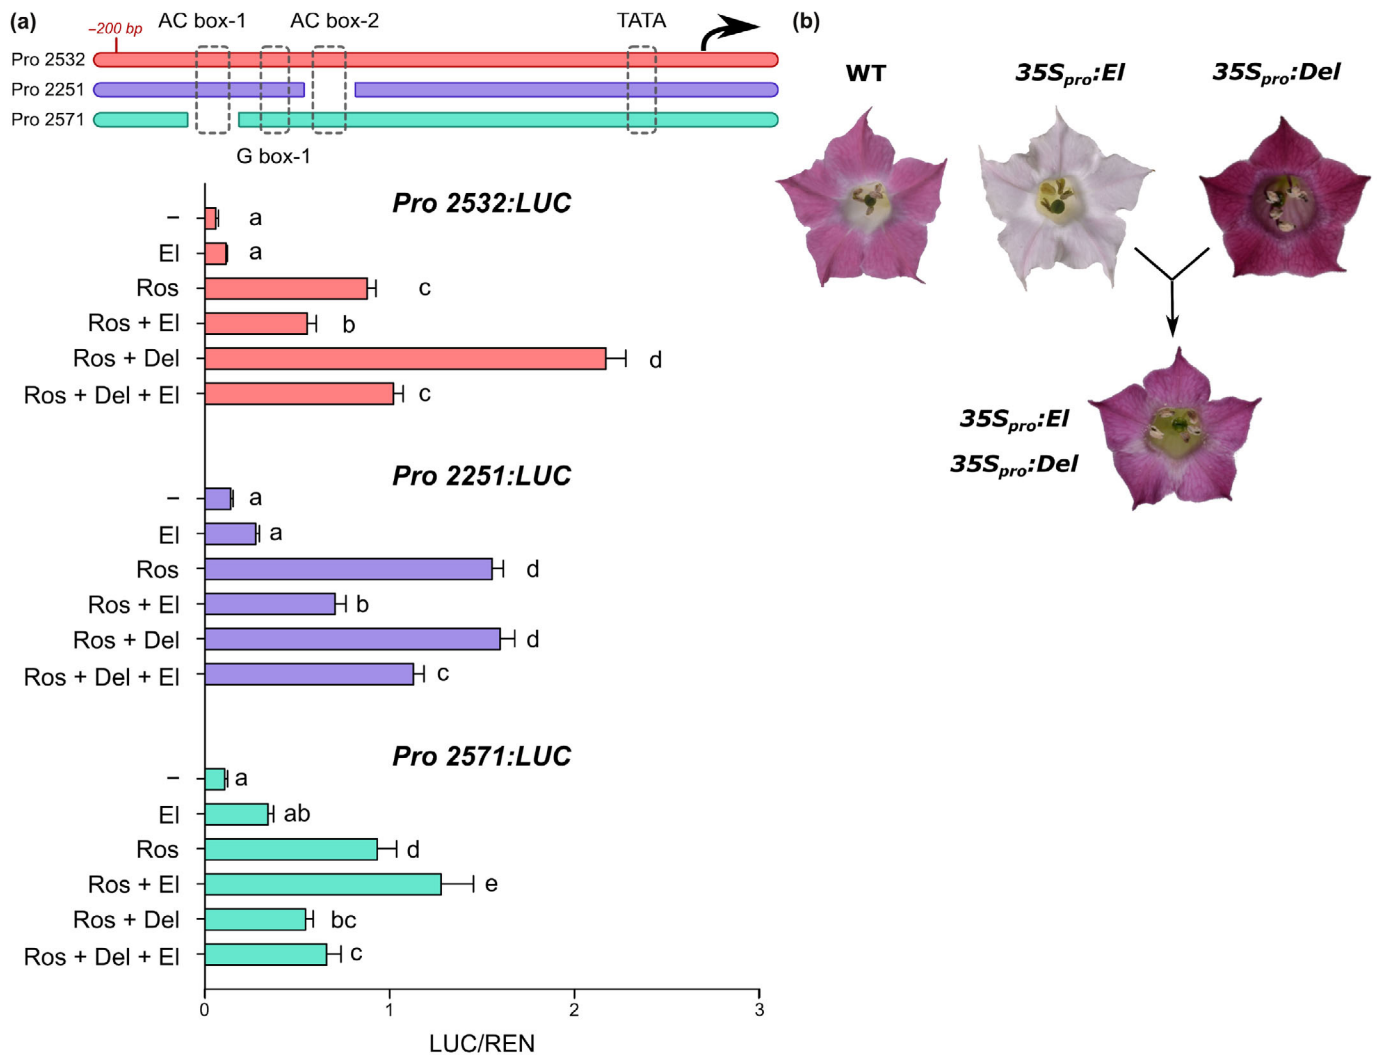 (a)
AC box-1
AC box-2
TATA
−200 bp
Pro 2532
Pro 2251
Pro 2571
G box-1
Pro 2532:LUC
− a
El a
Ros c
Ros + El b
Ros + Del d
Ros + Del + El c
Pro 2251:LUC
− a
El a
Ros d
Ros + El b
Ros + Del d
Ros + Del + El c
Pro 2571:LUC
− a
El ab
Ros d
Ros + El e
Ros + Del bc
Ros + Del + El c
0 1 2 3
LUC/REN
(b)
WT
35Spro:El
35Spro:Del
35Spro:El
35Spro:Del